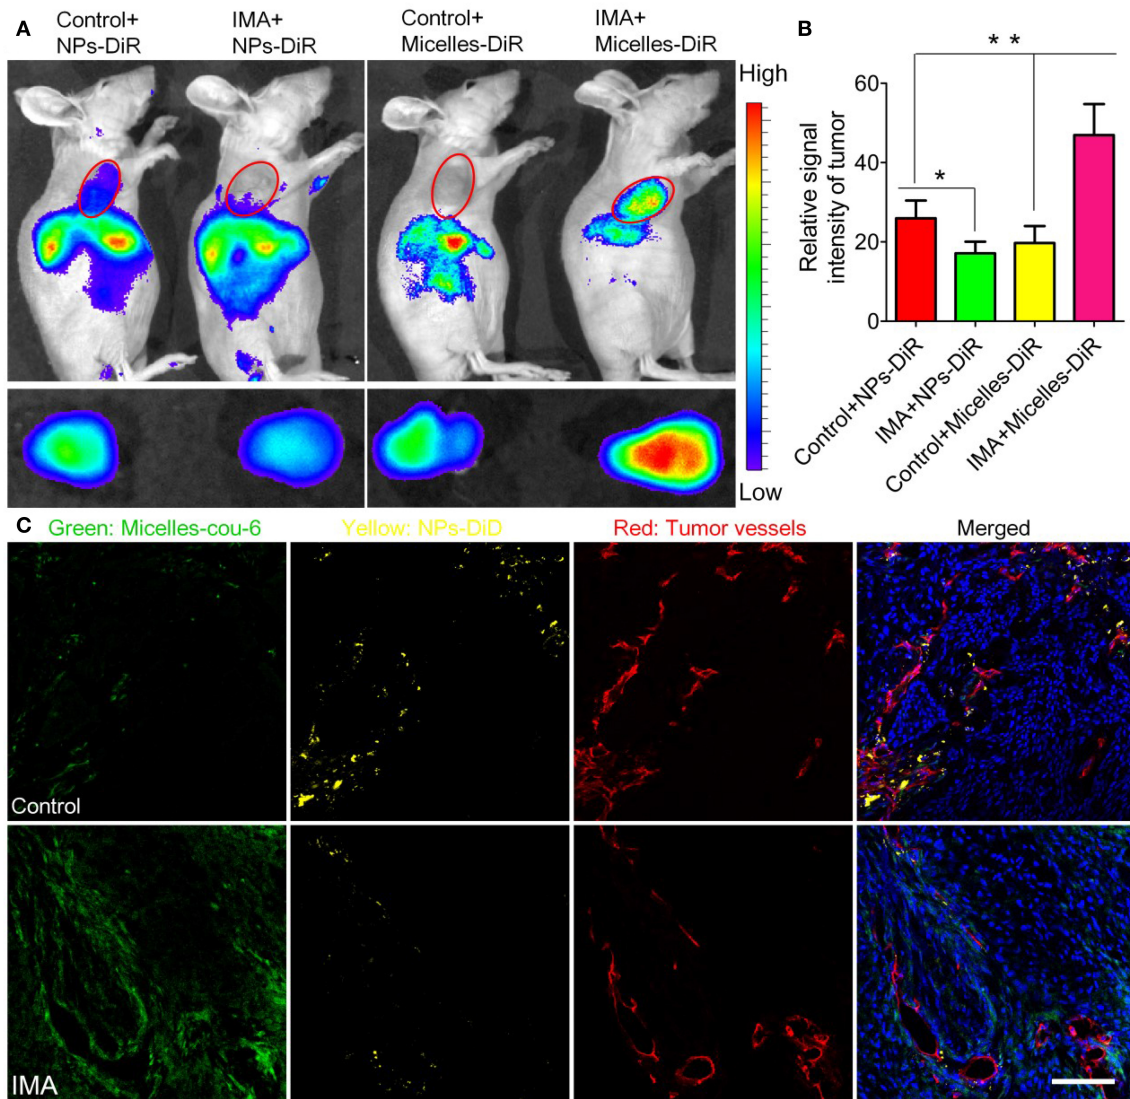 A
Control+
NPs-DiR
IMA+
NPs-DiR
Control+
Micelles-DiR
IMA+
Micelles-DiR
High
Low
B
Relative signal
intensity of tumor
60
40
20
0
*
* *
Control+NPs-DiR
IMA+NPs-DiR
Control+Micelles-DiR
IMA+Micelles-DiR
C
Green: Micelles-cou-6
Yellow: NPs-DiD
Red: Tumor vessels
Merged
Control
IMA